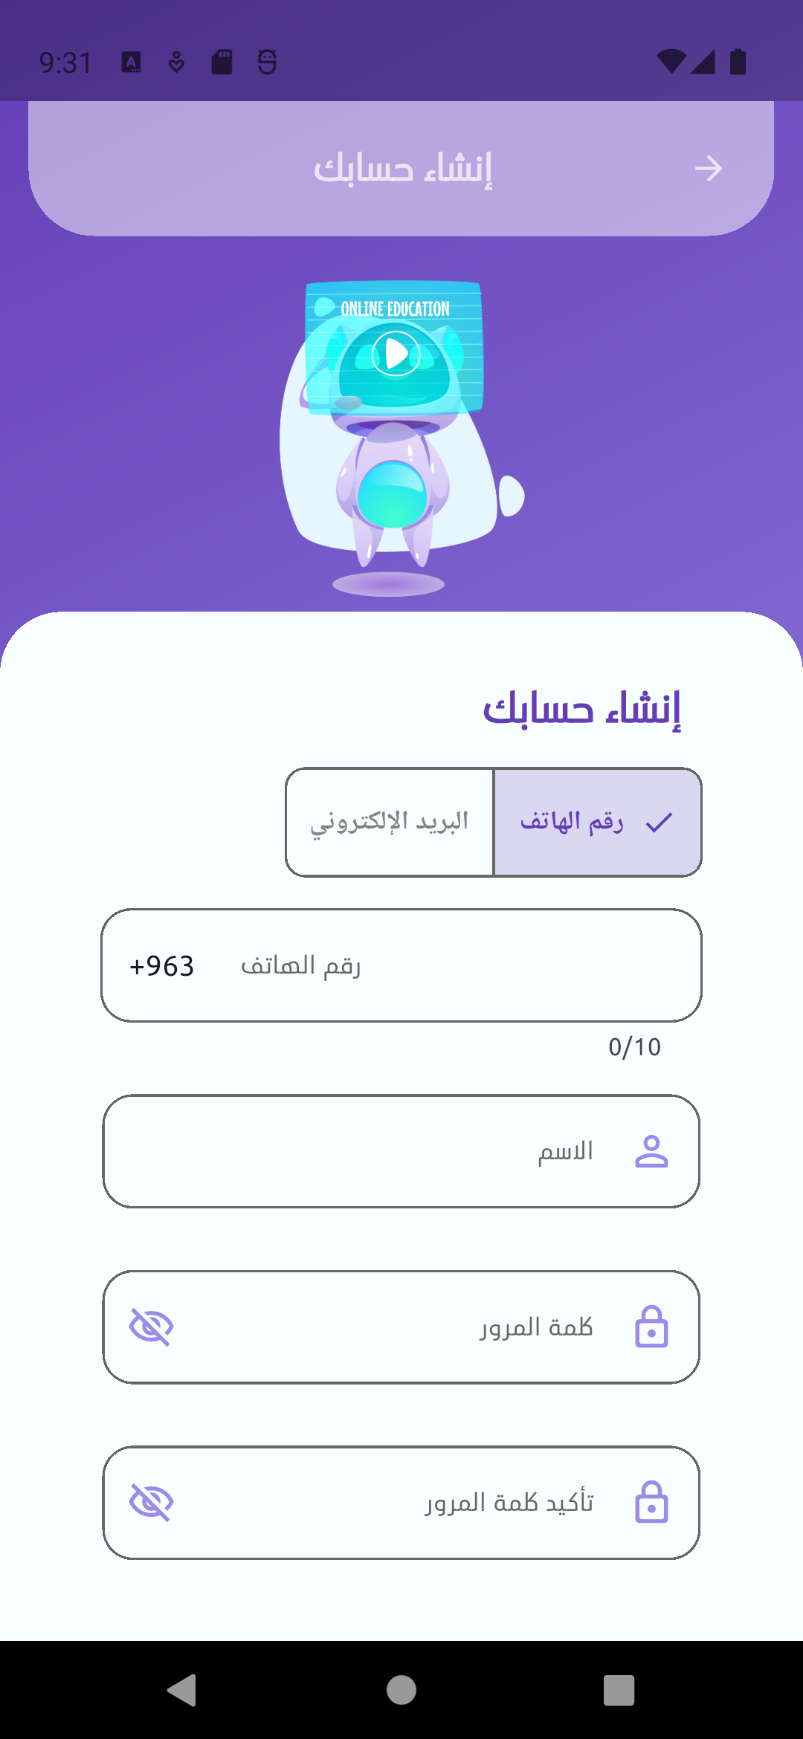 9:31
إنشاء حسابك
ONLINE EDUCATION
إنشاء حسابك
رقم الهاتف
البريد الإلكتروني
+963 رقم الهاتف
0/10
الاسم
كلمة المرور
تأكيد كلمة المرور